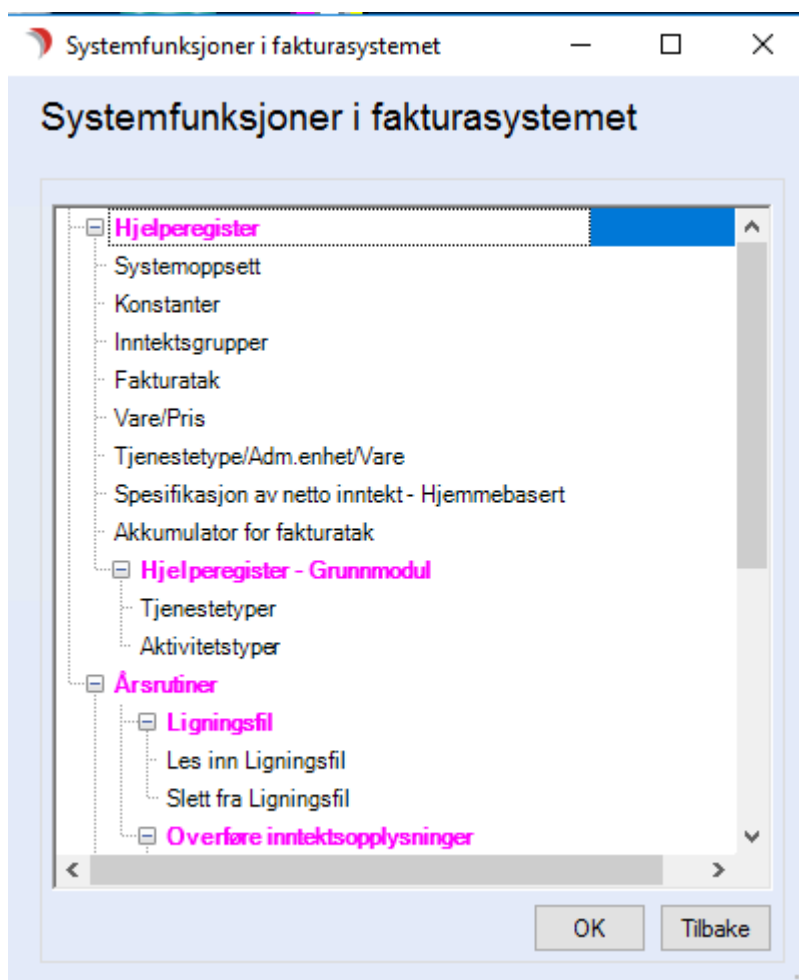 Systemfunksjoner i fakturasystemet
Systemfunksjoner i fakturasystemet
Hjelperegister
Systemoppsett
Konstanter
Inntektsgrupper
Fakturatak
Vare/Pris
Tjenestetype/Adm.enhet/Vare
Spesifikasjon av netto inntekt - Hjemmebasert
Akkumulator for fakturatak
Hjelperegister - Grunnmodul
Tjenestetyper
Aktivitetstyper
Årsrutiner
Ligningsfil
Les inn Ligningsfil
Slett fra Ligningsfil
Overføre inntektsopplysninger
OK Tilbake